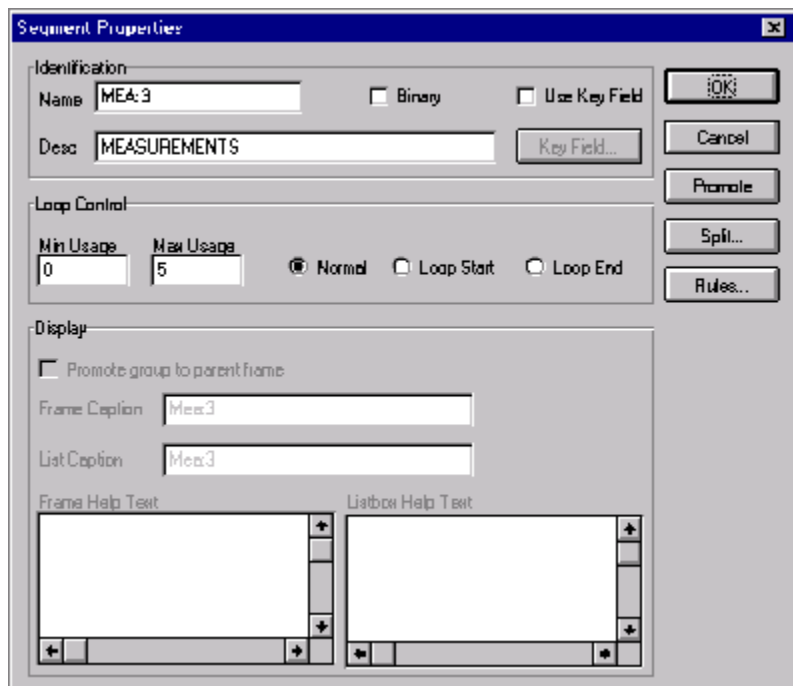 Segment Properties
Identification
Name MEA:3 Binary Use Key Field
Desc MEASUREMENTS Key Field...
Loop Control
Min Usage Max Usage
0 5 Normal Loop Start Loop End
Display
Promote group to parent frame
Frame Caption Mea:3
List Caption Mea:3
Frame Help Text Listbox Help Text
OK
Cancel
Promote
Split...
Rules...